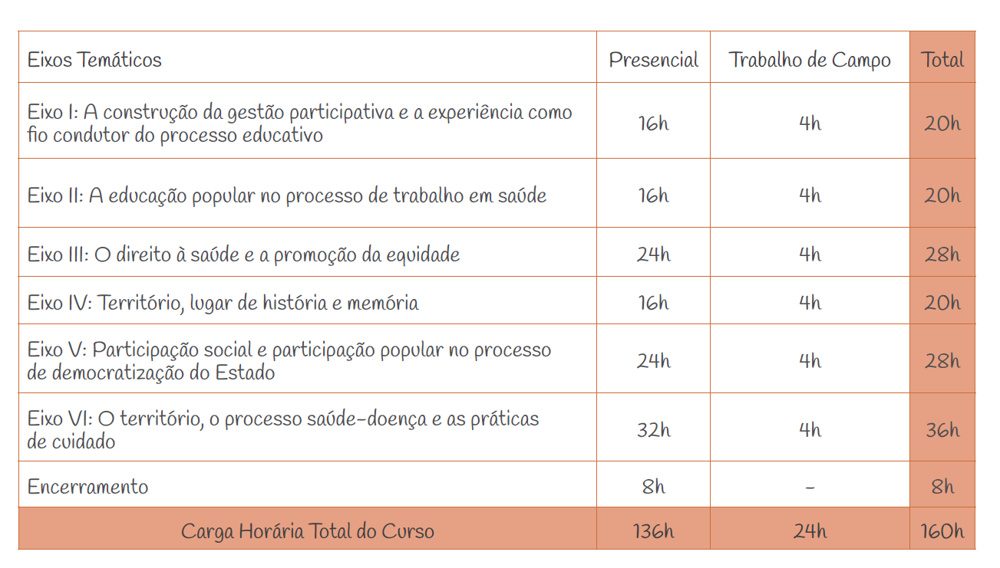 Eixos Temáticos Presencial Trabalho de Campo Total
Eixo I: A construção da gestão participativa e a experiência como
fio condutor do processo educativo
16h 4h 20h
Eixo II: A educação popular no processo de trabalho em saúde 16h 4h 20h
Eixo III: O direito à saúde e a promoção da equidade 24h 4h 28h
Eixo IV: Território, lugar de história e memória 16h 4h 20h
Eixo V: Participação social e participação popular no processo
de democratização do Estado
24h 4h 28h
Eixo VI: O território, o processo saúde-doença e as práticas
de cuidado
32h 4h 36h
Encerramento 8h - 8h
Carga Horária Total do Curso 136h 24h 160h